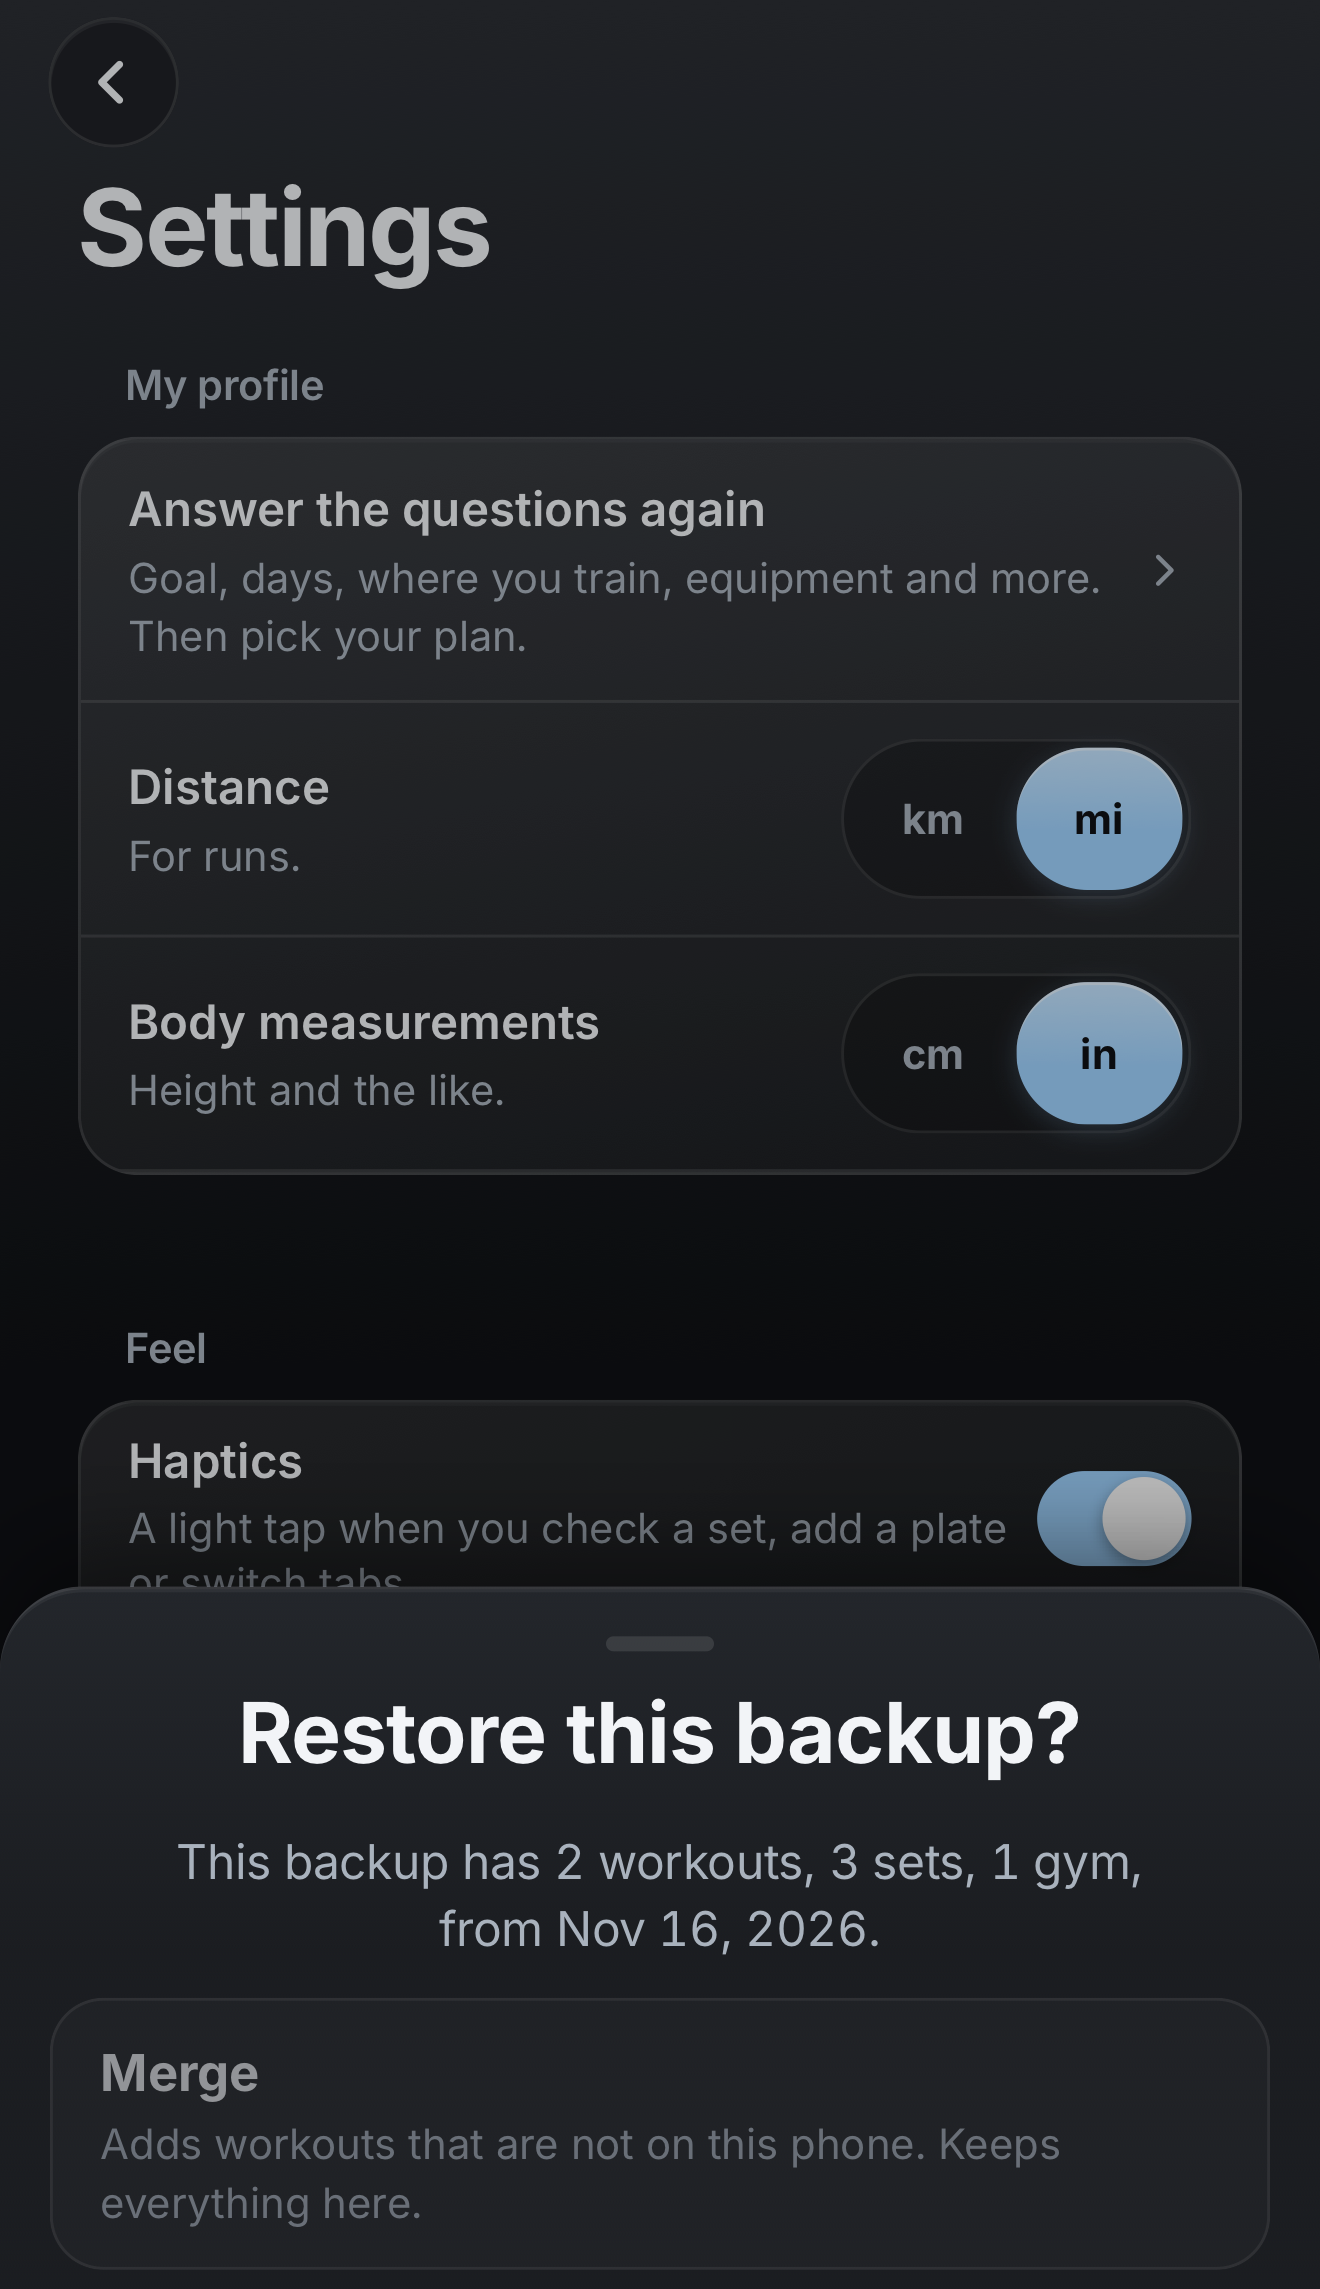 Settings
My profile
Answer the questions again
Goal, days, where you train, equipment and more.
Then pick your plan.
Distance
For runs.
km
mi
Body measurements
Height and the like.
cm
in
Feel
Haptics
A light tap when you check a set, add a plate
or switch tabs
Restore this backup?
This backup has 2 workouts, 3 sets, 1 gym,
from Nov 16, 2026.
Merge
Adds workouts that are not on this phone. Keeps
everything here.